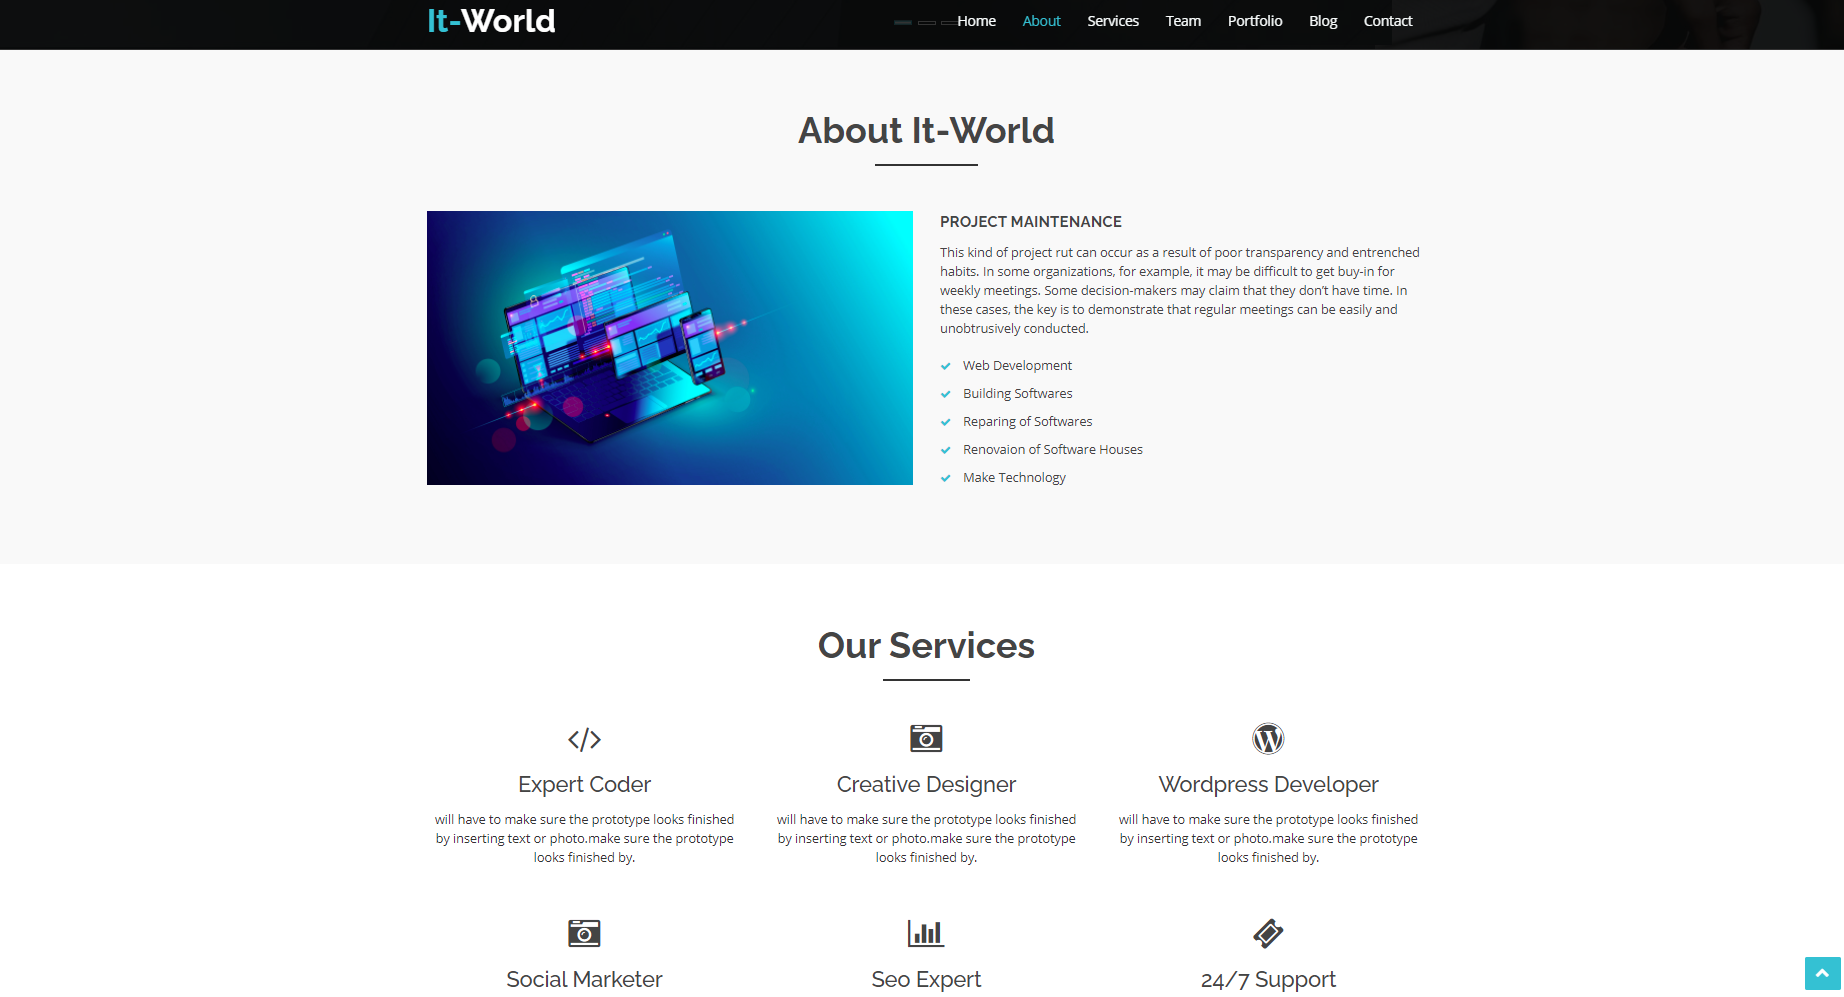 It-World
Home About Services Team Portfolio Blog Contact
About It-World
PROJECT MAINTENANCE
This kind of project rut can occur as a result of poor transparency and entrenched
habits. In some organizations, for example, it may be difficult to get buy-in for
weekly meetings. Some decision-makers may claim that they don’t have time. In
these cases, the key is to demonstrate that regular meetings can be easily and
unobtrusively conducted.
Web Development
Building Softwares
Reparing of Softwares
Renovaion of Software Houses
Make Technology
Our Services
Expert Coder
will have to make sure the prototype looks finished
by inserting text or photo.make sure the prototype
looks finished by.
Creative Designer
will have to make sure the prototype looks finished
by inserting text or photo.make sure the prototype
looks finished by.
Wordpress Developer
will have to make sure the prototype looks finished
by inserting text or photo.make sure the prototype
looks finished by.
Social Marketer
Seo Expert
24/7 Support